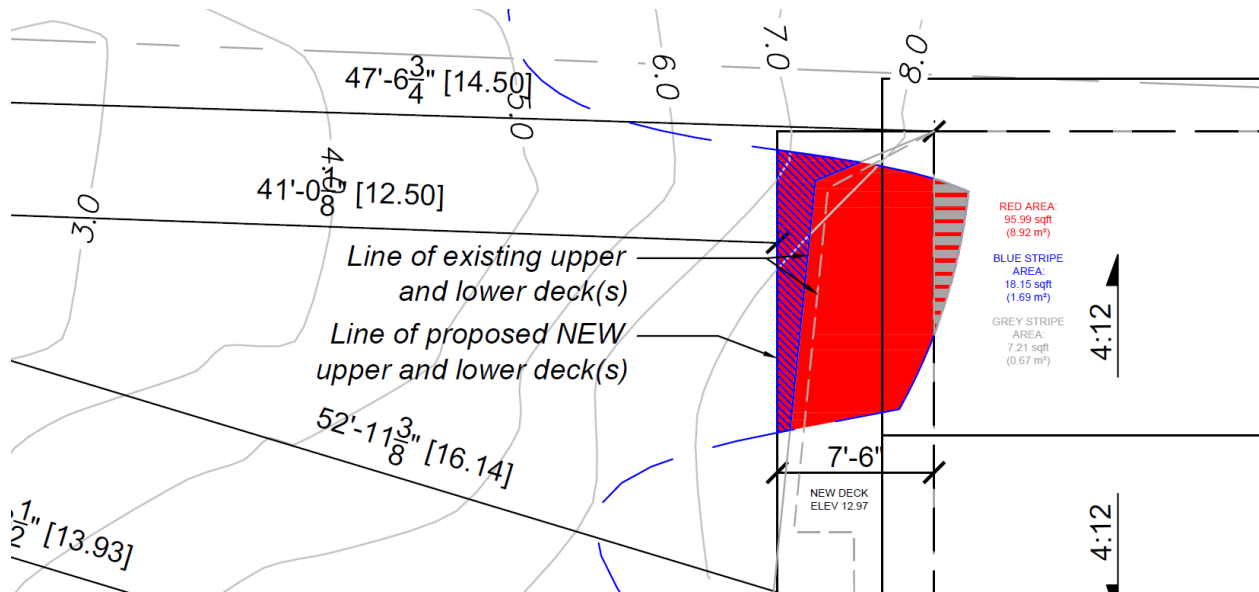 7.0
8.0
6.0
47'-6 3/4" [14.50]
5.0
41'-0 1/8" [12.50]
3.0
Line of existing upper
and lower deck(s)
Line of proposed NEW
upper and lower deck(s)
RED AREA:
95.99 sqft
(8.92 m²)
BLUE STRIPE
AREA:
18.15 sqft
(1.69 m²)
GREY STRIPE
AREA:
7.21 sqft
(0.67 m²)
4:12
52'-11 3/8" [16.14]
7'-6"
NEW DECK
ELEV 12.97
4:12
1/2" [13.93]